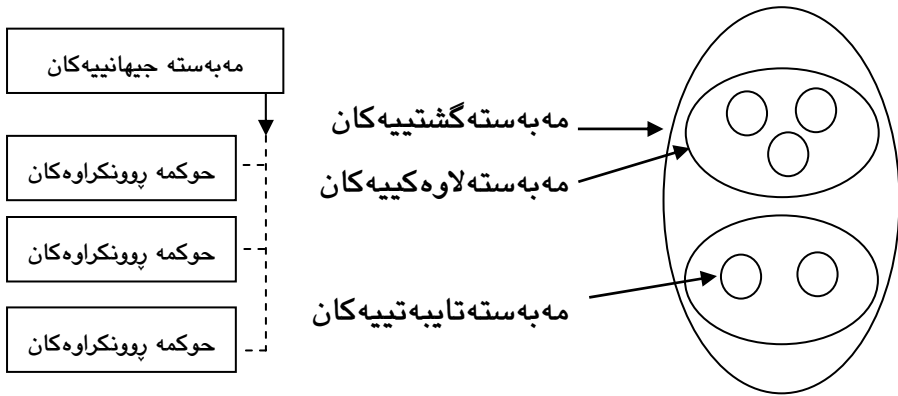 مەبەستە جیهانییەکان
حوکمە ڕوونکراوەکان
حوکمە ڕوونکراوەکان
حوکمە ڕوونکراوەکان
مەبەستەگشتییەکان
مەبەستەلاوەکییەکان
مەبەستەتایبەتییەکان